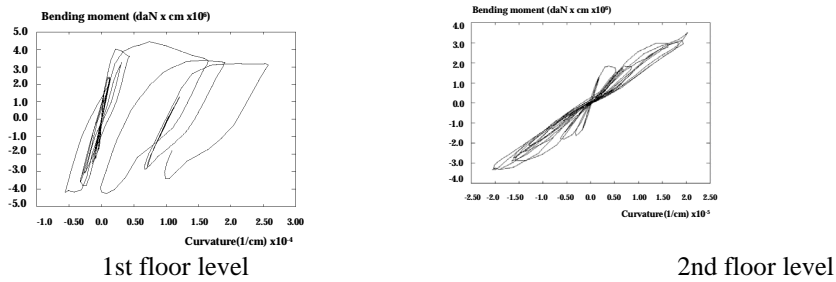 Bending moment (daN x cm x10⁶)
5.0
4.0
3.0
2.0
1.0
0.0
-1.0
-2.0
-3.0
-4.0
-5.0
-1.0 -0.50 0.0 0.50 1.0 1.50 2.0 2.50 3.00
Curvature(1/cm) x10⁻⁴
1st floor level
Bending moment (daN x cm x10⁶)
4.0
3.0
2.0
1.0
0.0
-1.0
-2.0
-3.0
4.0
-2.50 -2.0 -1.5 -1.0 -0.5 0.0 0.50 1.00 1.50 2.0 2.50
Curvature(1/cm) x10⁻⁵
2nd floor level